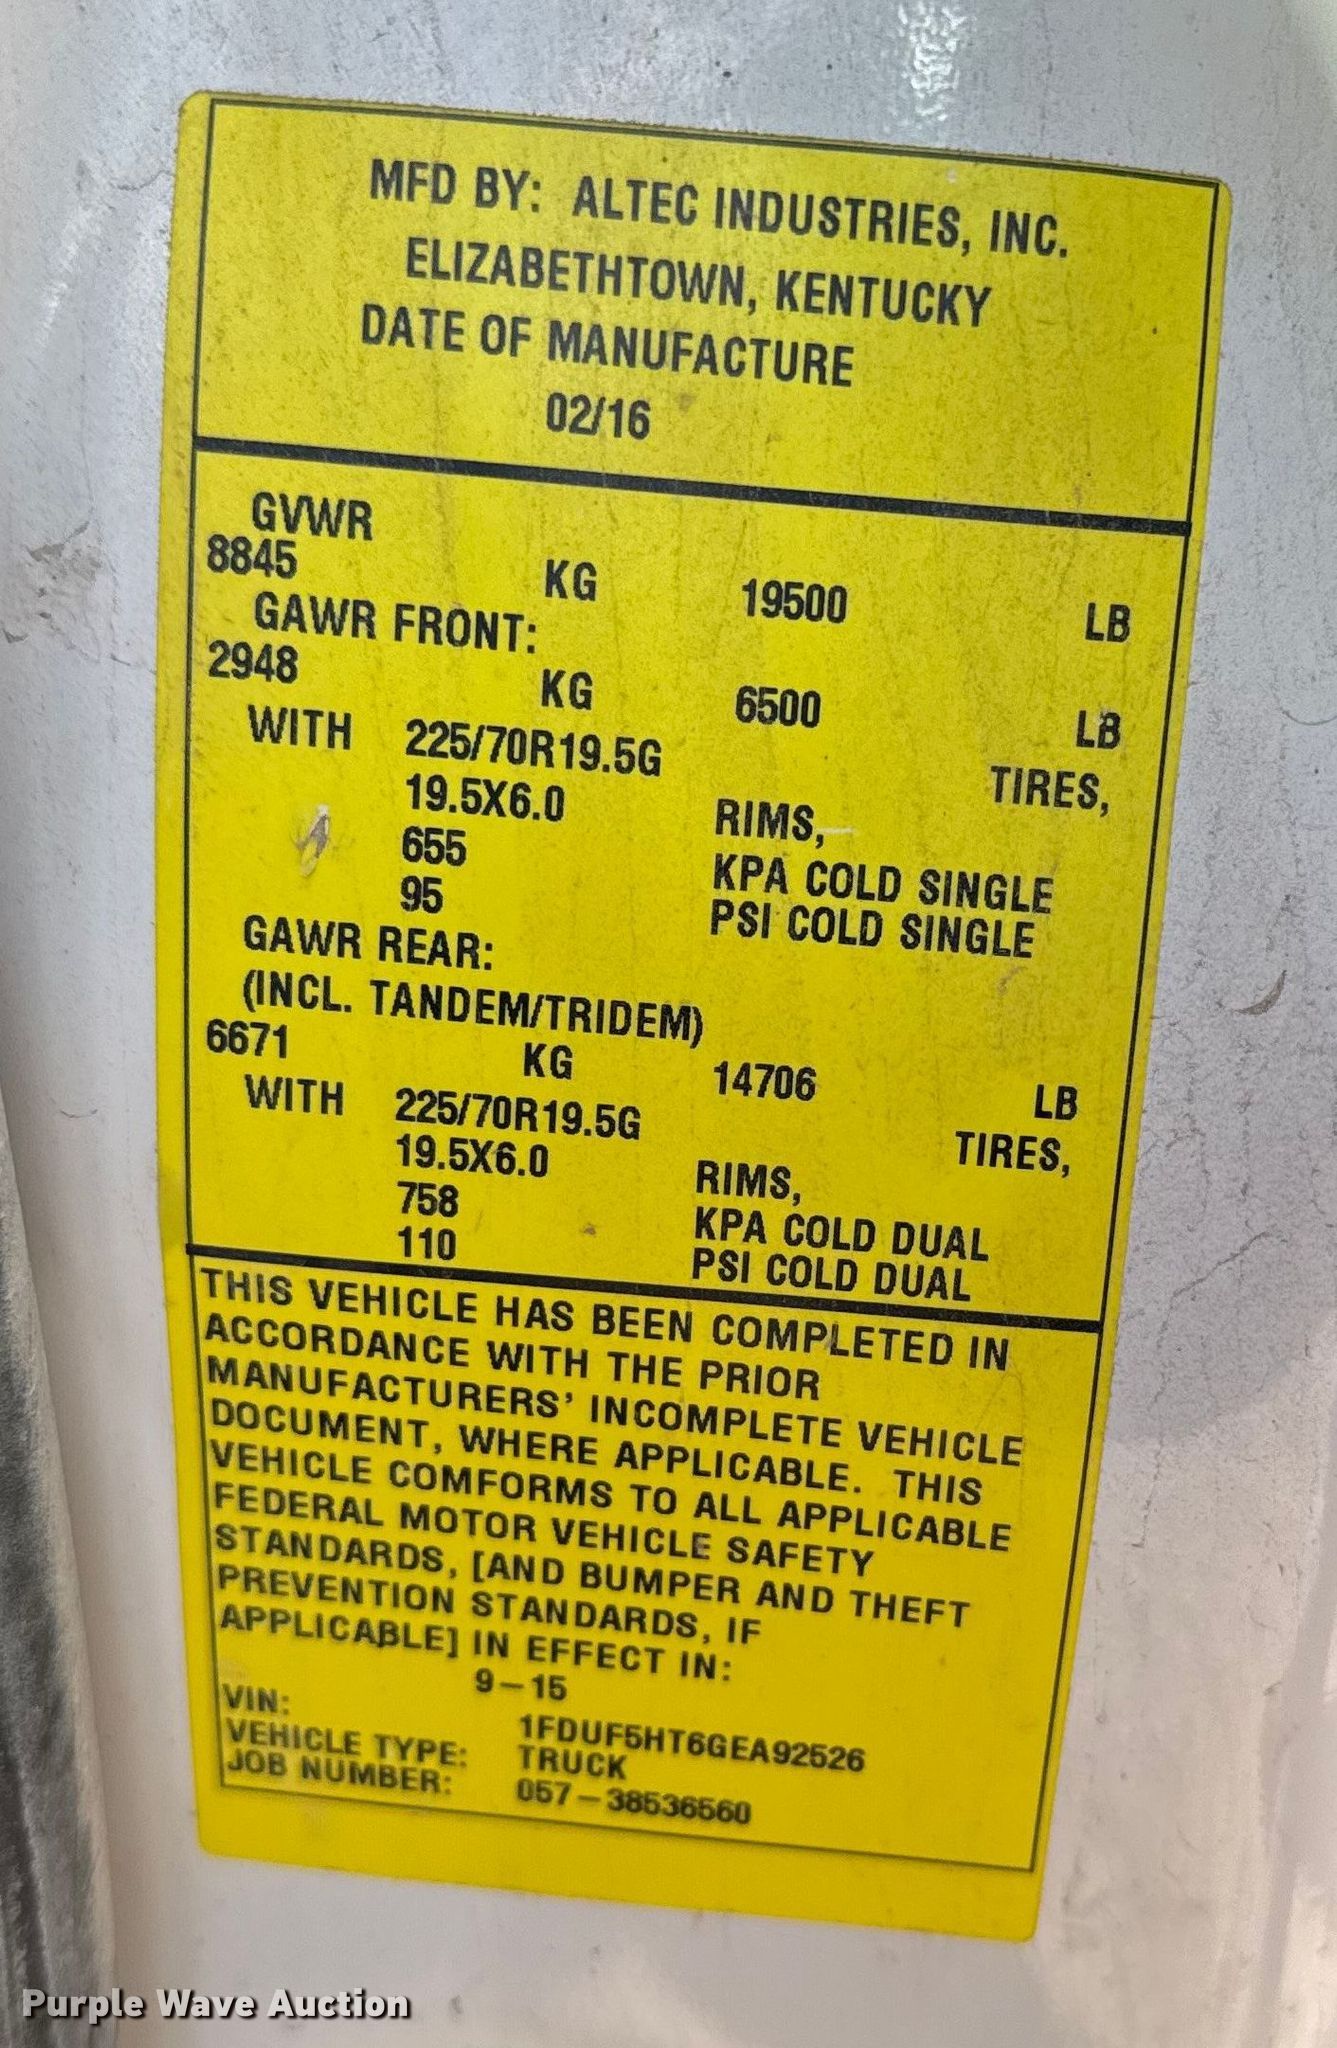 MFD BY: ALTEC INDUSTRIES, INC.
ELIZABETHTOWN, KENTUCKY
DATE OF MANUFACTURE
02/16
GVWR
8845 KG 19500 LB
GAWR FRONT:
2948 KG 6500 LB
WITH 225/70R19.5G TIRES,
19.5X6.0 RIMS,
655 KPA COLD SINGLE
95 PSI COLD SINGLE
GAWR REAR:
(INCL. TANDEM/TRIDEM)
6671 KG 14706 LB
WITH 225/70R19.5G TIRES,
19.5X6.0 RIMS,
758 KPA COLD DUAL
110 PSI COLD DUAL
THIS VEHICLE HAS BEEN COMPLETED IN
ACCORDANCE WITH THE PRIOR
MANUFACTURERS' INCOMPLETE VEHICLE
DOCUMENT, WHERE APPLICABLE. THIS
VEHICLE COMFORMS TO ALL APPLICABLE
FEDERAL MOTOR VEHICLE SAFETY
STANDARDS, [AND BUMPER AND THEFT
PREVENTION STANDARDS, IF
APPLICABLE] IN EFFECT IN:
9-15
VIN: 1FDUF5HT6GEA92526
VEHICLE TYPE: TRUCK
JOB NUMBER: 057-38536560
Purple Wave Auction